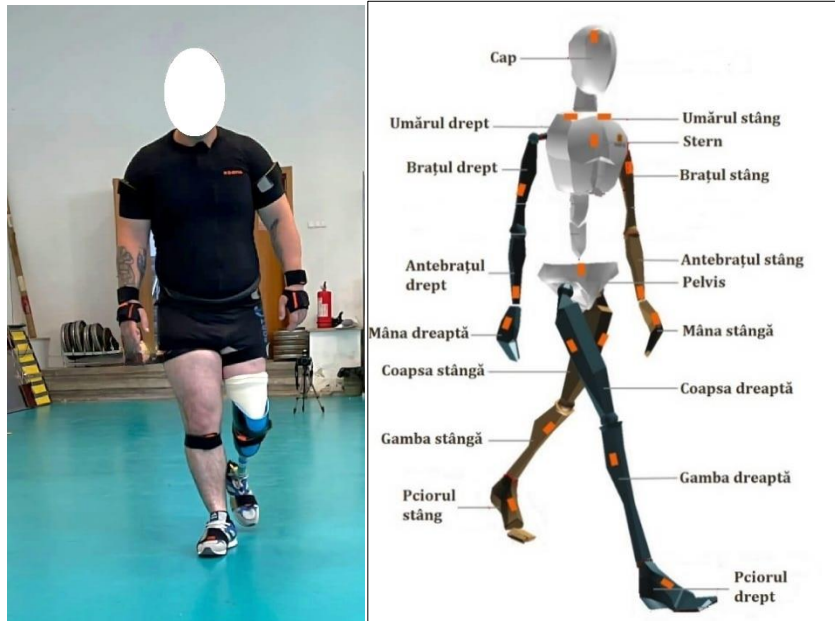 Cap
Umărul drept
Umărul stâng
Stern
Brațul drept
Brațul stâng
Antebrațul
drept
Antebrațul stâng
Pelvis
Mâna dreaptă
Mâna stângă
Coapsa stângă
Coapsa dreaptă
Gamba stângă
Gamba dreaptă
Pciorul
stâng
Pciorul
drept